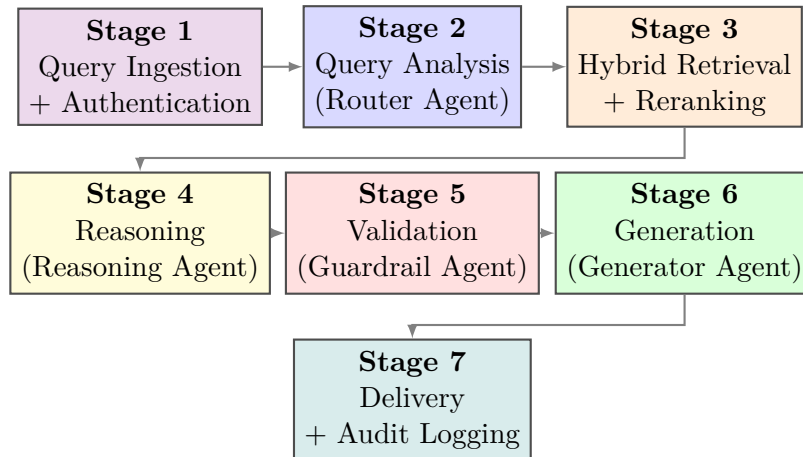 Stage 1
Query Ingestion
+ Authentication
Stage 2
Query Analysis
(Router Agent)
Stage 3
Hybrid Retrieval
+ Reranking
Stage 4
Reasoning
(Reasoning Agent)
Stage 5
Validation
(Guardrail Agent)
Stage 6
Generation
(Generator Agent)
Stage 7
Delivery
+ Audit Logging